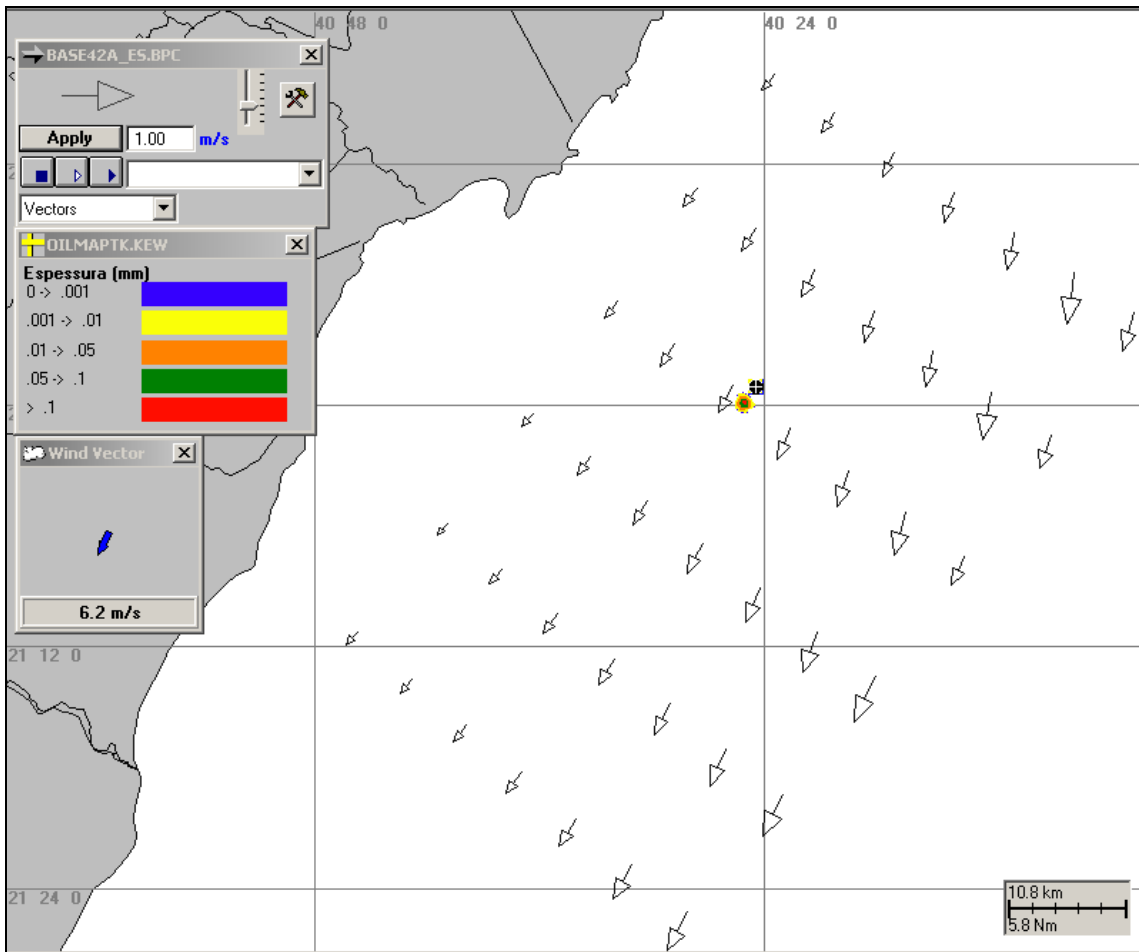 40 48 0
40 24 0
BASE42A_ES.BPC
Apply
1.00
m/s
Vectors
OILMAPTK.KEW
Espessura (mm)
0 -> .001
.001 -> .01
.01 -> .05
.05 -> .1
> .1
Wind Vector
6.2 m/s
21 12 0
21 24 0
10.8 km
5.8 Nm